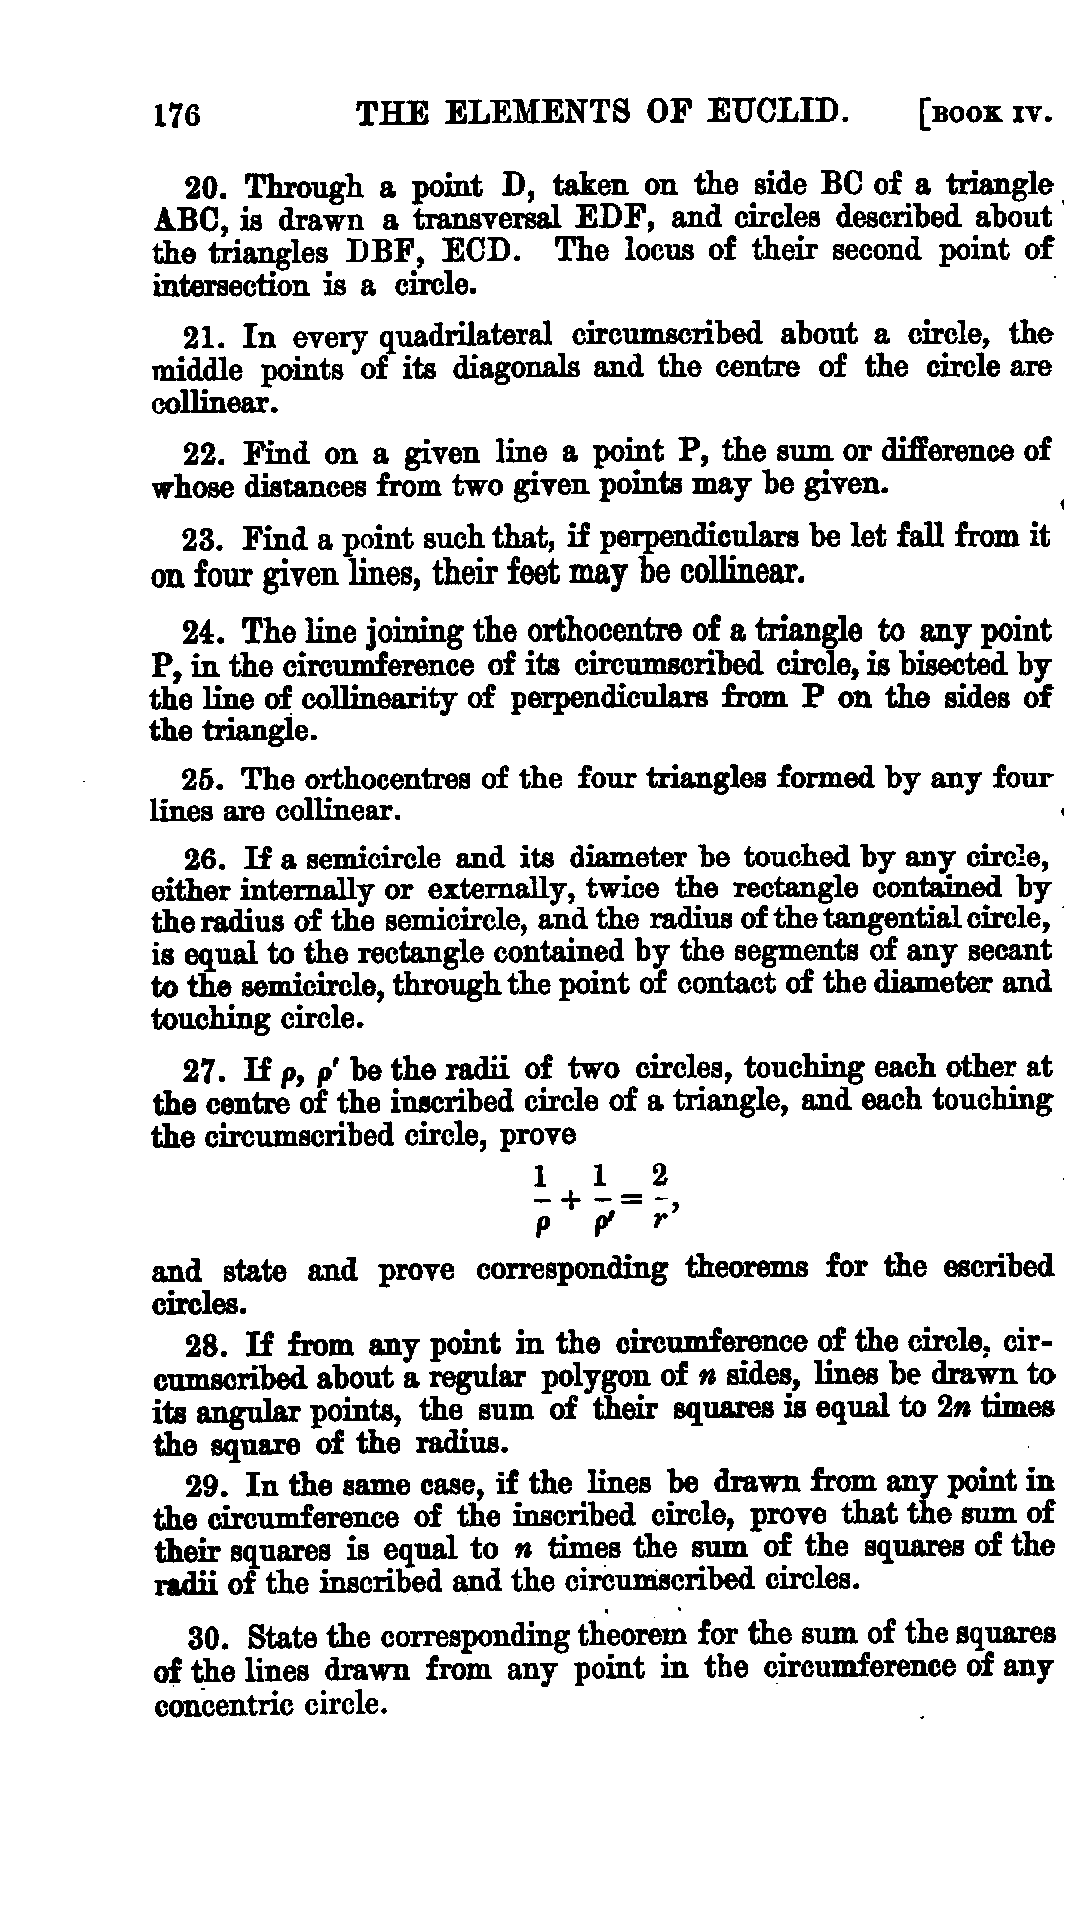 176 THE ELEMENTS OF EUCLID. [BOOK IV.
20. Through a point D, taken on the side BC of a triangle
ABC, is drawn a transversal EDF, and circles described about
the triangles DBF, ECD. The locus of their second point of
intersection is a circle.
21. In every quadrilateral circumscribed about a circle, the
middle points of its diagonals and the centre of the circle are
collinear.
22. Find on a given line a point P, the sum or difference of
whose distances from two given points may be given.
23. Find a point such that, if perpendiculars be let fall from it
on four given lines, their feet may be collinear.
24. The line joining the orthocentre of a triangle to any point
P, in the circumference of its circumscribed circle, is bisected by
the line of collinearity of perpendiculars from P on the sides of
the triangle.
25. The orthocentres of the four triangles formed by any four
lines are collinear.
26. If a semicircle and its diameter be touched by any circle,
either internally or externally, twice the rectangle contained by
the radius of the semicircle, and the radius of the tangential circle,
is equal to the rectangle contained by the segments of any secant
to the semicircle, through the point of contact of the diameter and
touching circle.
27. If ρ, ρ′ be the radii of two circles, touching each other at
the centre of the inscribed circle of a triangle, and each touching
the circumscribed circle, prove
1/ρ + 1/ρ′ = 2/r,
and state and prove corresponding theorems for the escribed
circles.
28. If from any point in the circumference of the circle, cir-
cumscribed about a regular polygon of n sides, lines be drawn to
its angular points, the sum of their squares is equal to 2n times
the square of the radius.
29. In the same case, if the lines be drawn from any point in
the circumference of the inscribed circle, prove that the sum of
their squares is equal to n times the sum of the squares of the
radii of the inscribed and the circumscribed circles.
30. State the corresponding theorem for the sum of the squares
of the lines drawn from any point in the circumference of any
concentric circle.